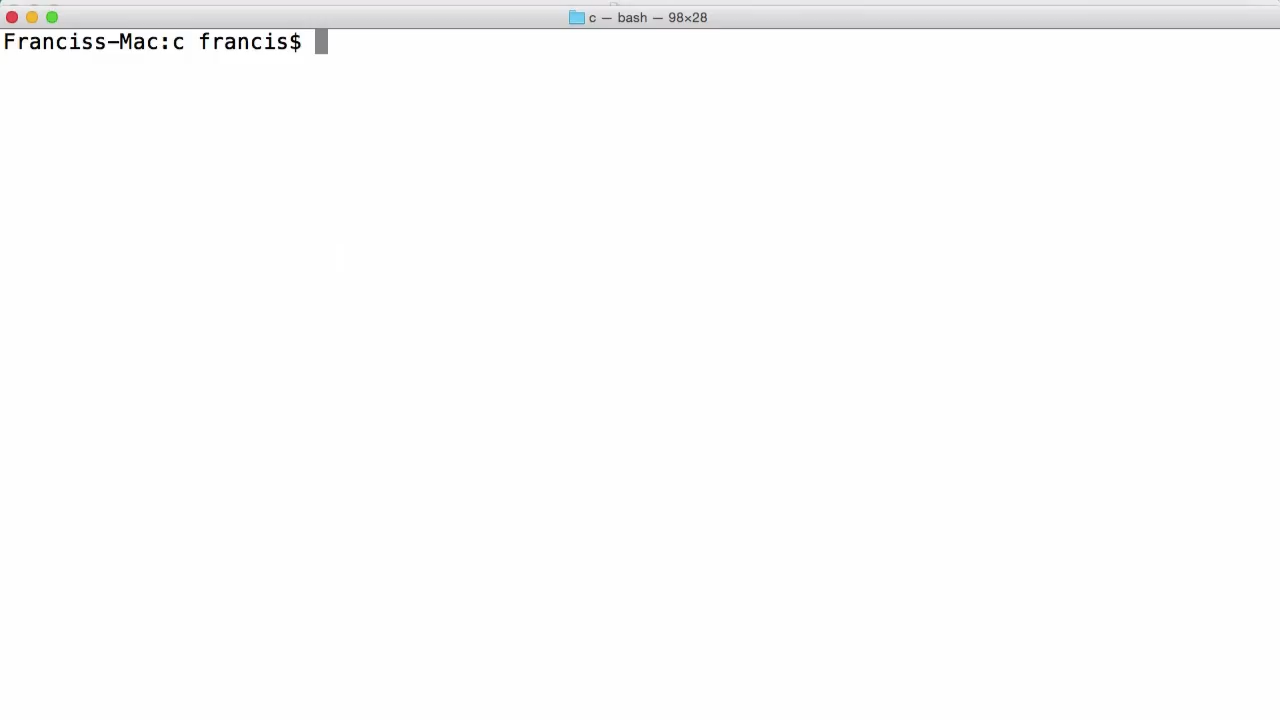 c — bash — 98×28
Franciss-Mac:c francis$